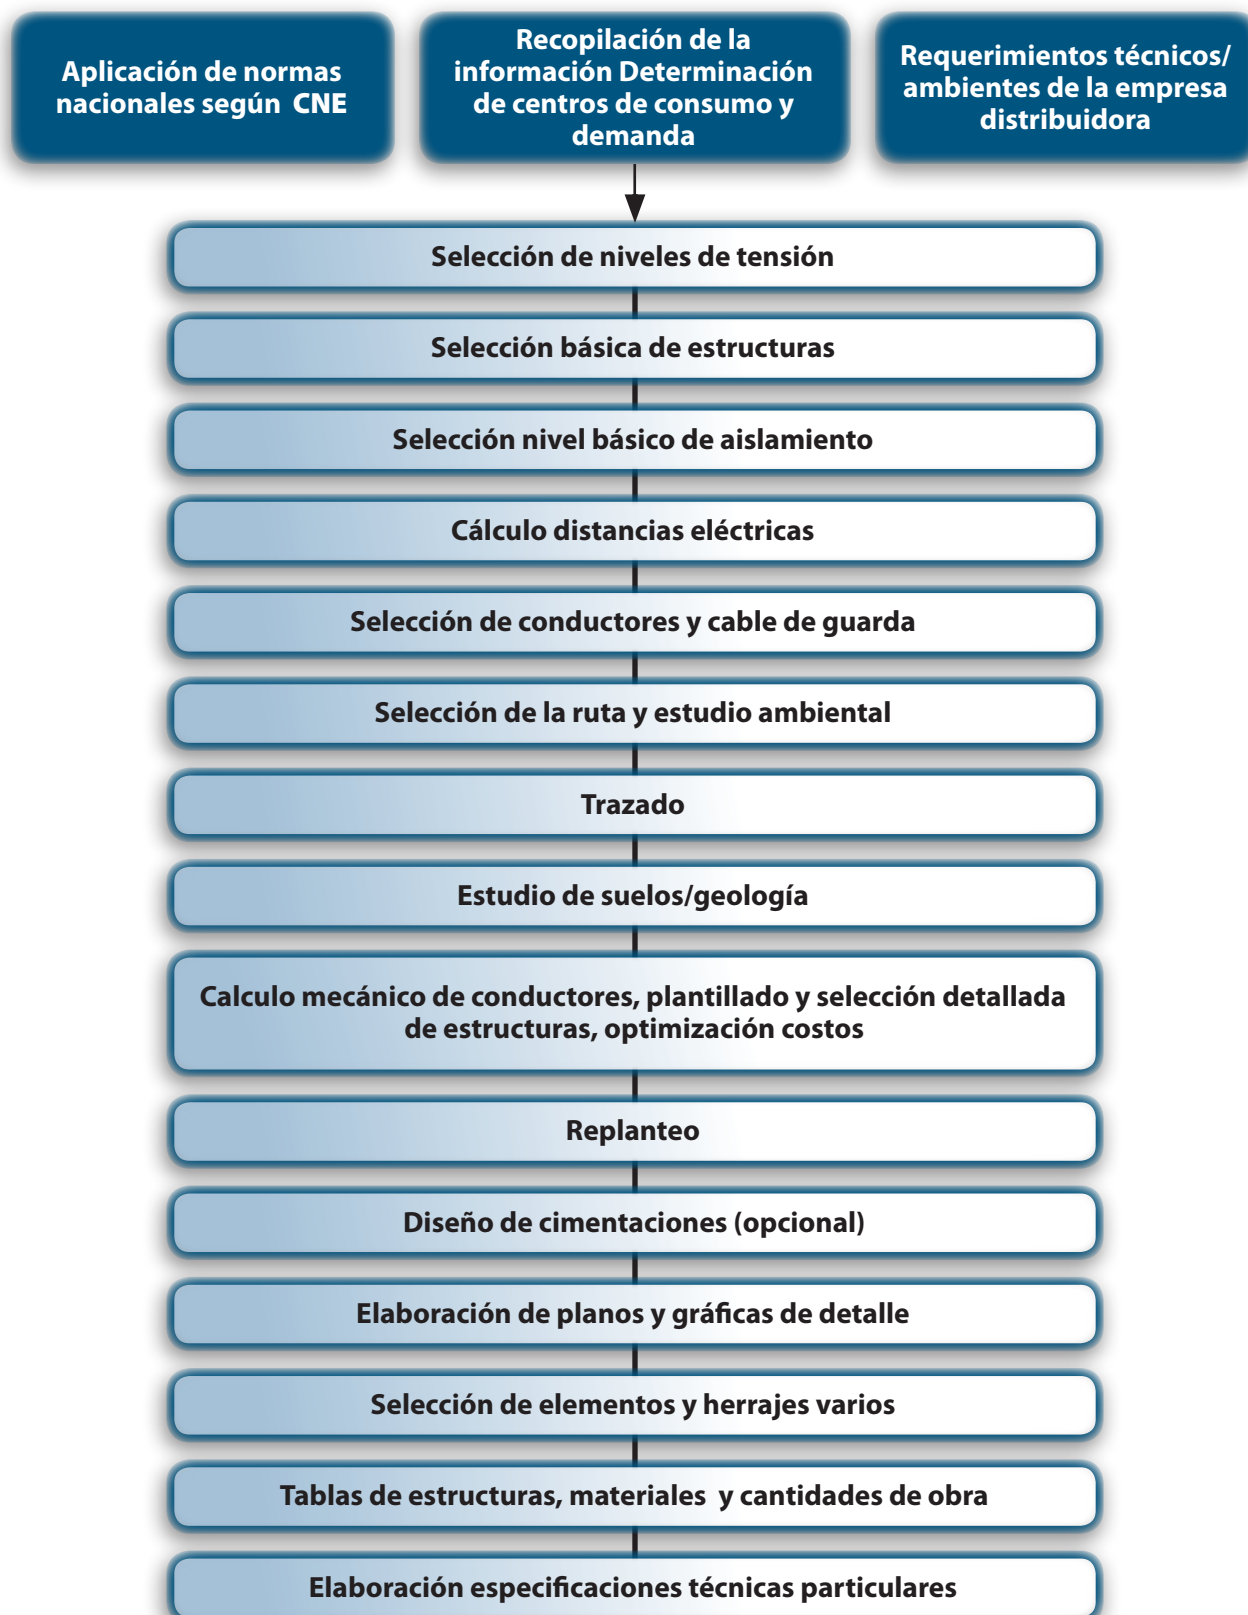 Aplicación de normas
nacionales según CNE
Recopilación de la
información Determinación
de centros de consumo y
demanda
Requerimientos técnicos/
ambientes de la empresa
distribuidora
Selección de niveles de tensión
Selección básica de estructuras
Selección nivel básico de aislamiento
Cálculo distancias eléctricas
Selección de conductores y cable de guarda
Selección de la ruta y estudio ambiental
Trazado
Estudio de suelos/geología
Calculo mecánico de conductores, plantillado y selección detallada
de estructuras, optimización costos
Replanteo
Diseño de cimentaciones (opcional)
Elaboración de planos y gráficas de detalle
Selección de elementos y herrajes varios
Tablas de estructuras, materiales y cantidades de obra
Elaboración especificaciones técnicas particulares